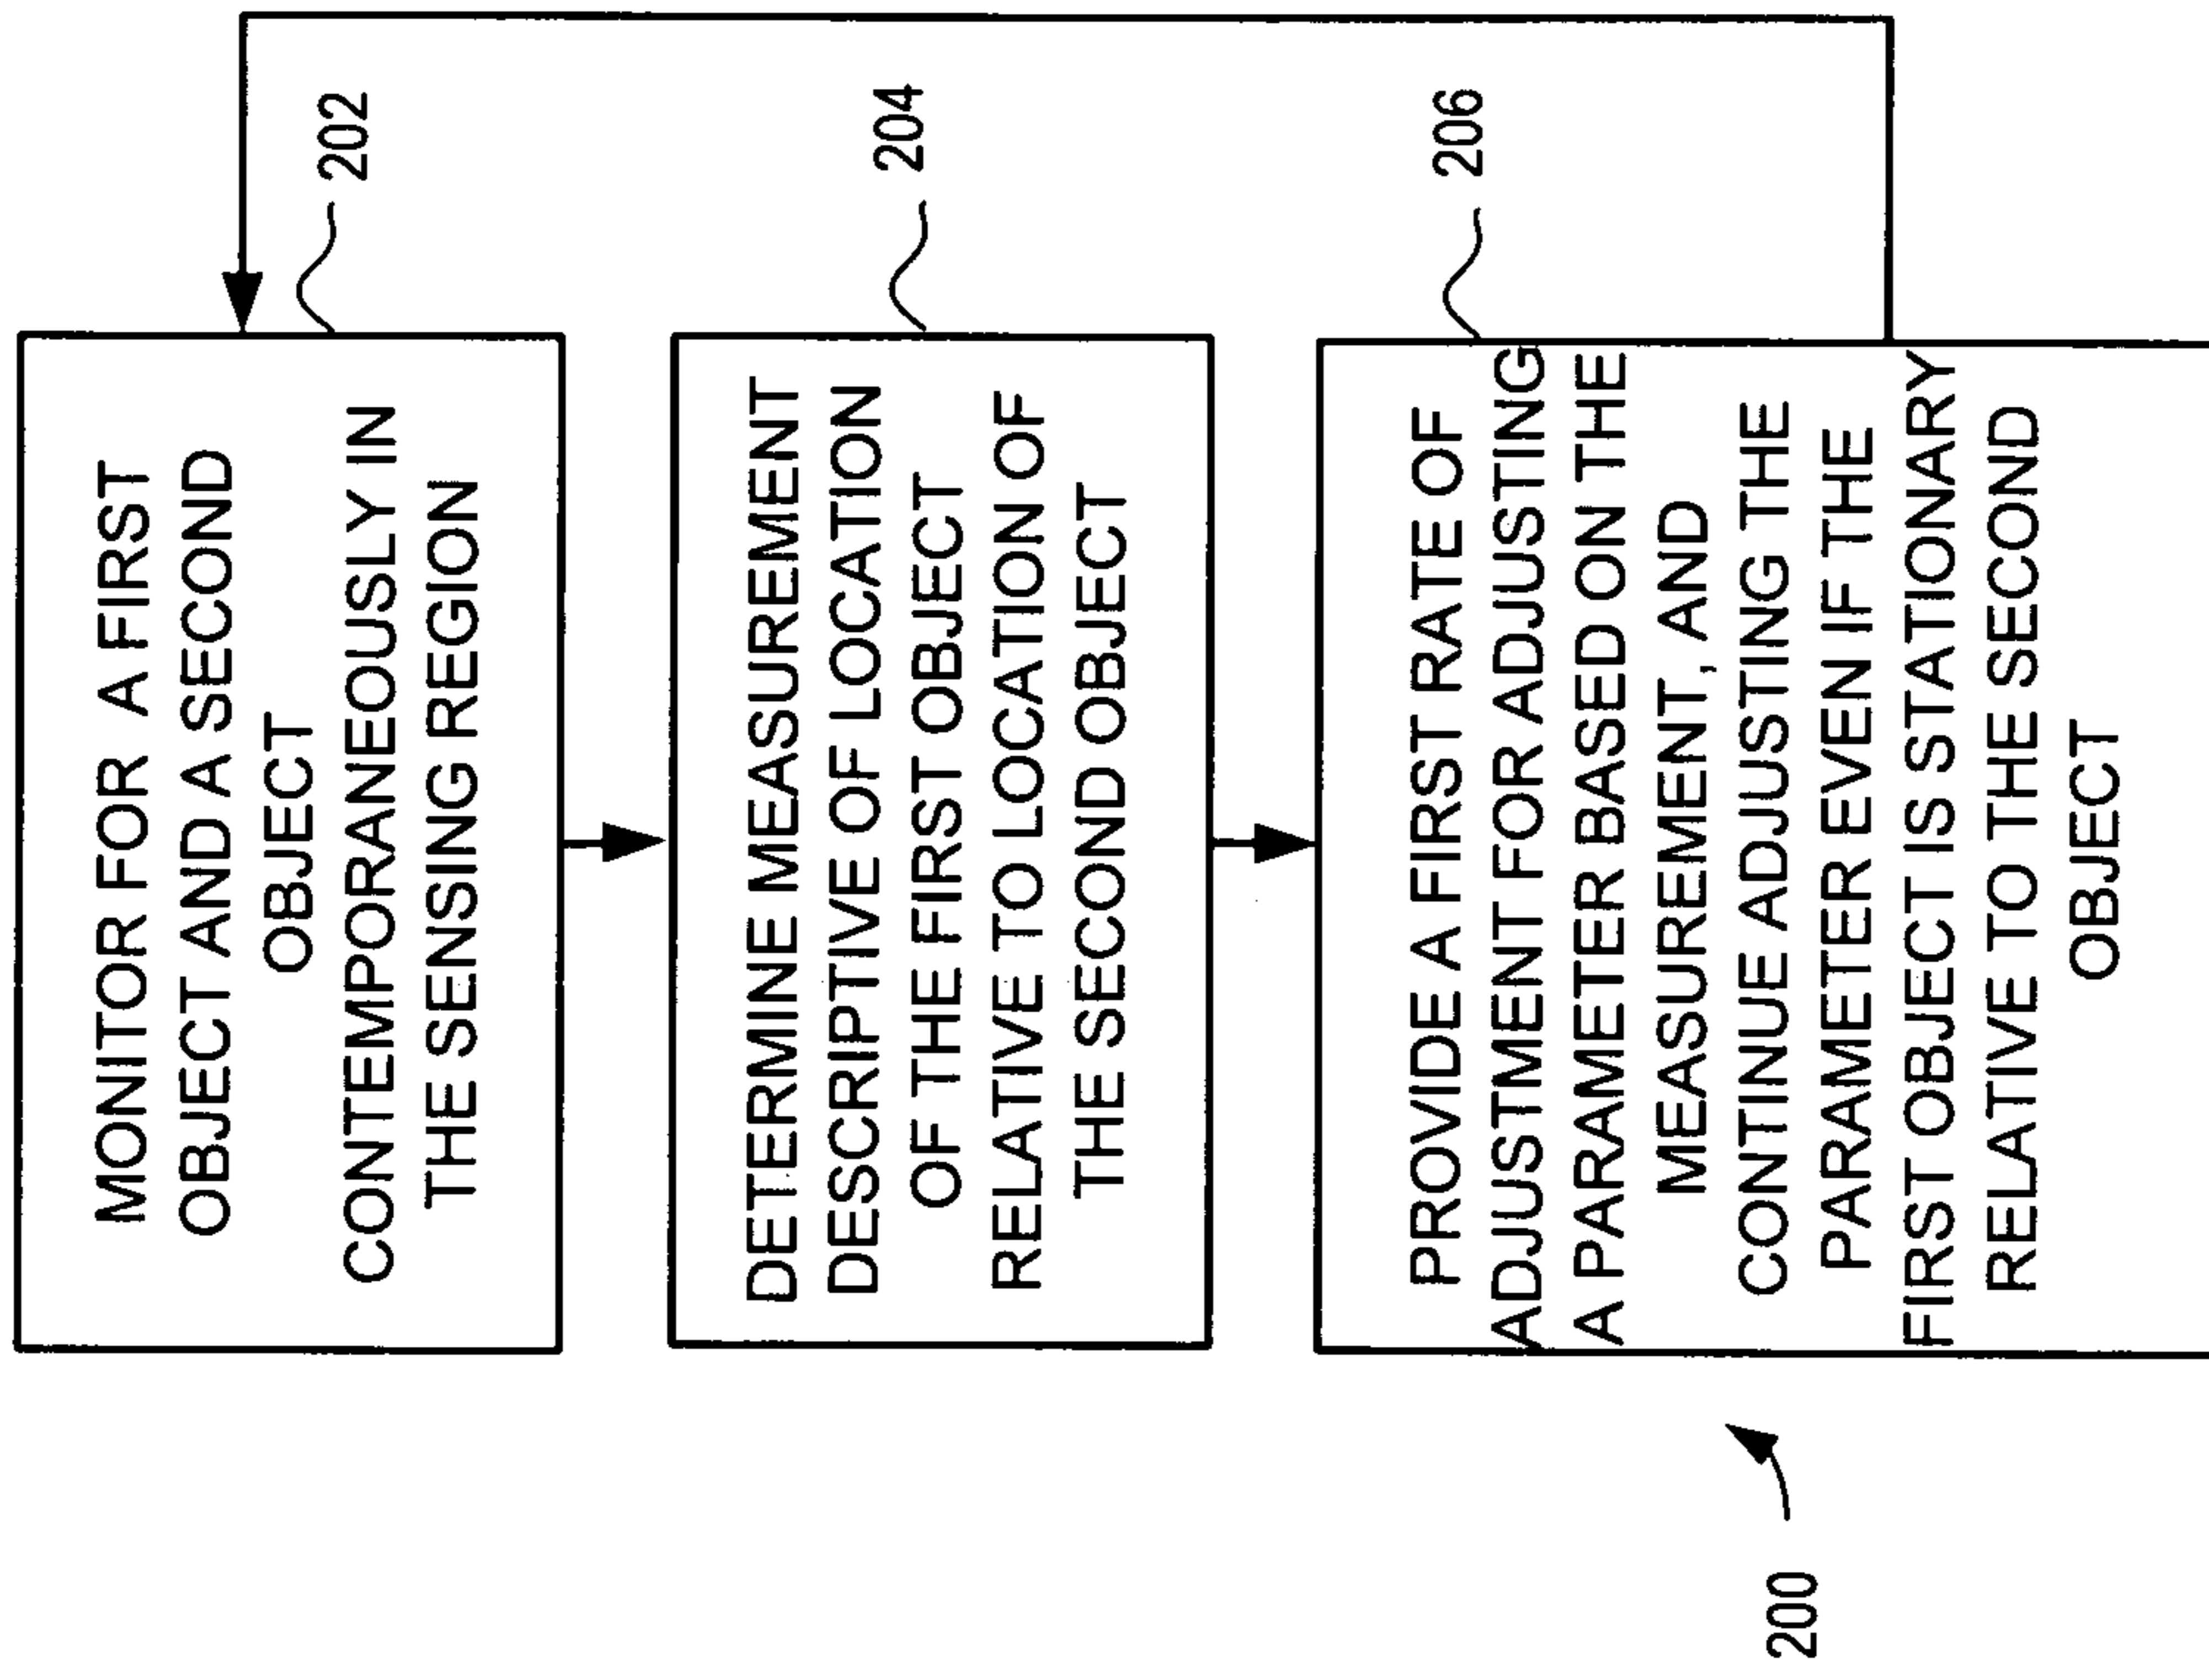 MONITOR FOR A FIRST
OBJECT AND A SECOND
OBJECT
CONTEMPORANEOUSLY IN
THE SENSING REGION
202
DETERMINE MEASUREMENT
DESCRIPTIVE OF LOCATION
OF THE FIRST OBJECT
RELATIVE TO LOCATION OF
THE SECOND OBJECT
204
PROVIDE A FIRST RATE OF
ADJUSTMENT FOR ADJUSTING
A PARAMETER BASED ON THE
MEASUREMENT, AND
CONTINUE ADJUSTING THE
PARAMETER EVEN IF THE
FIRST OBJECT IS STATIONARY
RELATIVE TO THE SECOND
OBJECT
206
200